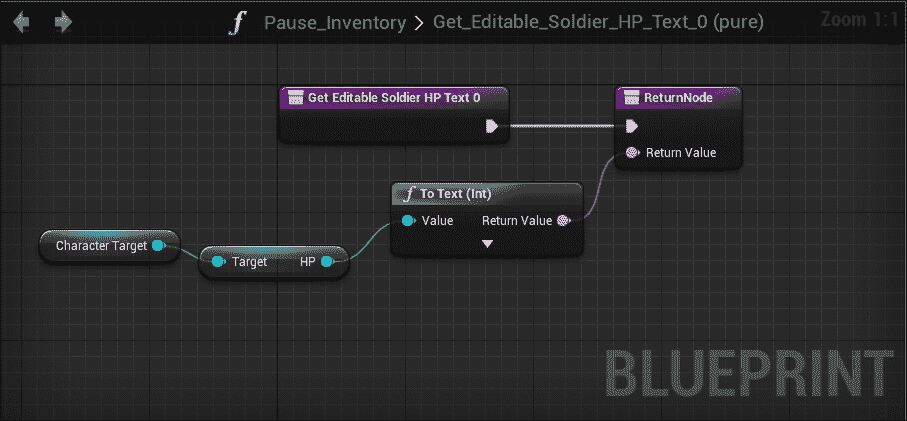 f Pause_Inventory > Get_Editable_Soldier_HP_Text_0 (pure) Zoom 1:1
Get Editable Soldier HP Text 0
ReturnNode
Return Value
f To Text (Int)
Value Return Value
Character Target
Target HP
BLUEPRINT